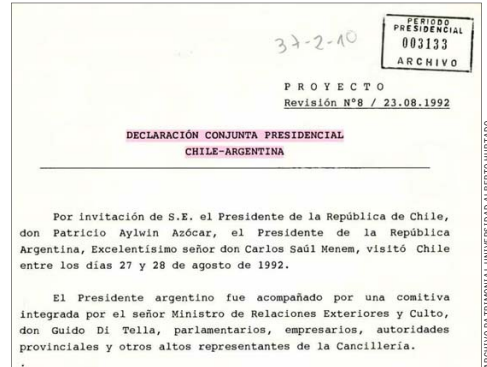 37-2-10
PERIODO
PRESIDENCIAL
003133
ARCHIVO
PROYECTO
Revisión Nº8 / 23.08.1992
DECLARACIÓN CONJUNTA PRESIDENCIAL
CHILE-ARGENTINA
Por invitación de S.E. el Presidente de la República de Chile,
don Patricio Aylwin Azócar, el Presidente de la República
Argentina, Excelentísimo señor don Carlos Saúl Menem, visitó Chile
entre los días 27 y 28 de agosto de 1992.
El Presidente argentino fue acompañado por una comitiva
integrada por el señor Ministro de Relaciones Exteriores y Culto,
don Guido Di Tella, parlamentarios, empresarios, autoridades
provinciales y otros altos representantes de la Cancillería.
ARCHIVO PATRIMONIAL UNIVERSIDAD ALBERTO HURTADO